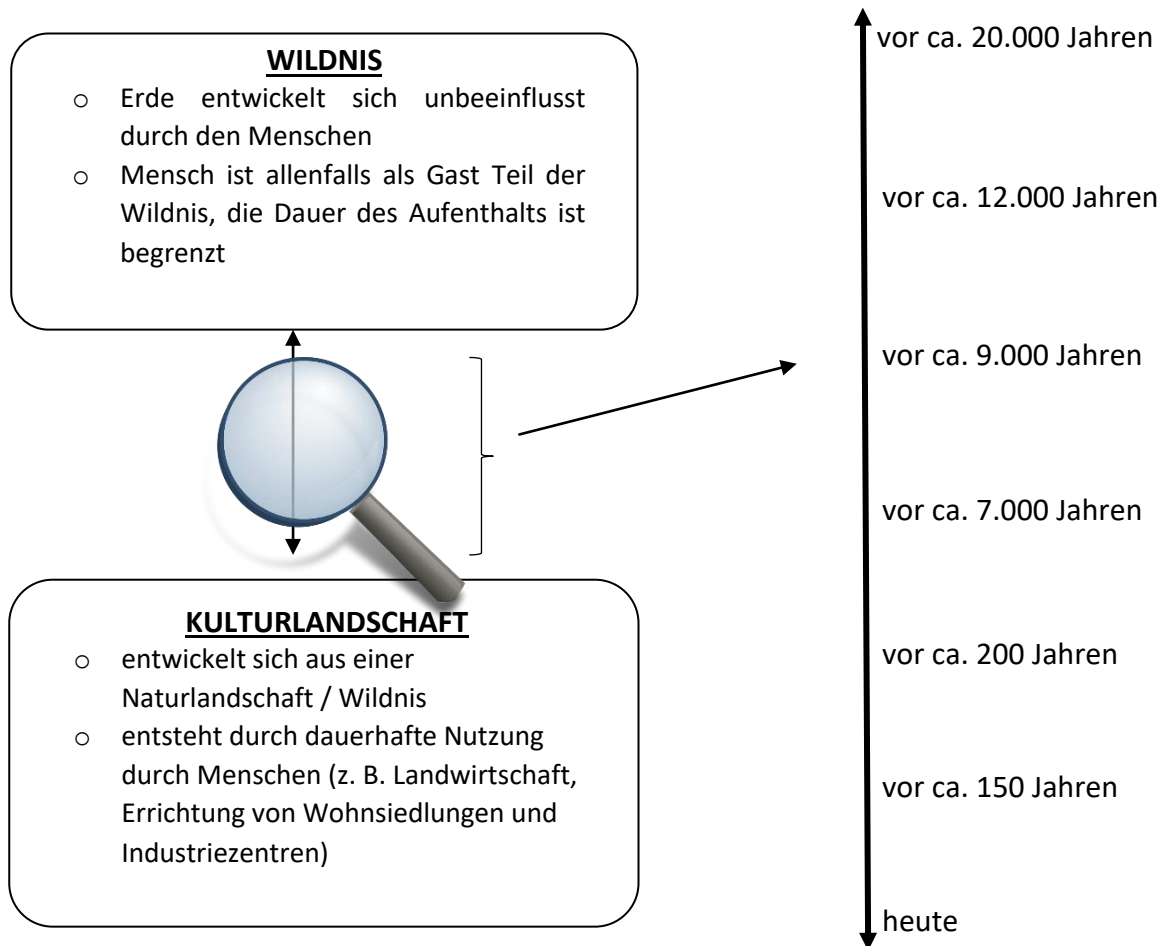 WILDNIS
o Erde entwickelt sich unbeeinflusst
durch den Menschen
o Mensch ist allenfalls als Gast Teil der
Wildnis, die Dauer des Aufenthalts ist
begrenzt
KULTURLANDSCHAFT
o entwickelt sich aus einer
Naturlandschaft / Wildnis
o entsteht durch dauerhafte Nutzung
durch Menschen (z. B. Landwirtschaft,
Errichtung von Wohnsiedlungen und
Industriezentren)
vor ca. 20.000 Jahren
vor ca. 12.000 Jahren
vor ca. 9.000 Jahren
vor ca. 7.000 Jahren
vor ca. 200 Jahren
vor ca. 150 Jahren
heute